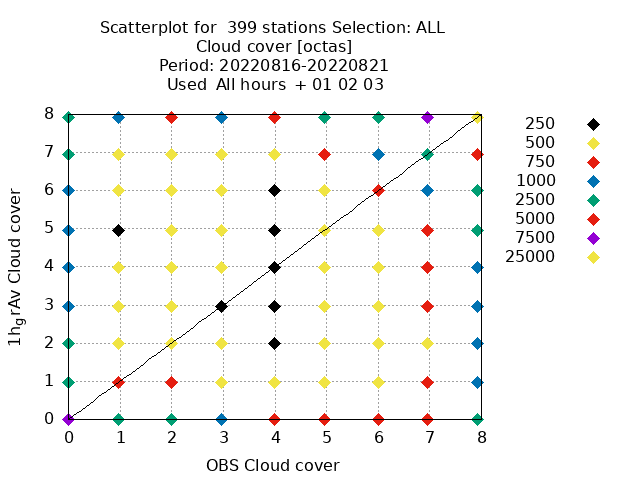 Scatterplot for  399 stations Selection: ALL
Cloud cover [octas]
Period: 20220816-20220821
Used  All hours  + 01 02 03
8
7
6
5
4
3
2
1
0
0 1 2 3 4 5 6 7 8
1hgrAv Cloud cover
OBS Cloud cover
250
500
750
1000
2500
5000
7500
25000